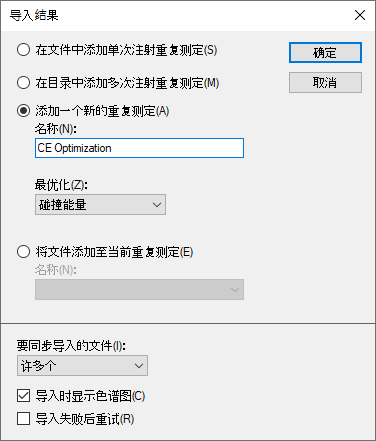 导入结果
在文件中添加单次注射重复测定(S)
确定
在目录中添加多次注射重复测定(M)
取消
添加一个新的重复测定(A)
名称(N):
CE Optimization
最优化(Z):
碰撞能量
将文件添加至当前重复测定(E)
名称(N):
要同步导入的文件(I):
许多个
导入时显示色谱图(C)
导入失败后重试(R)